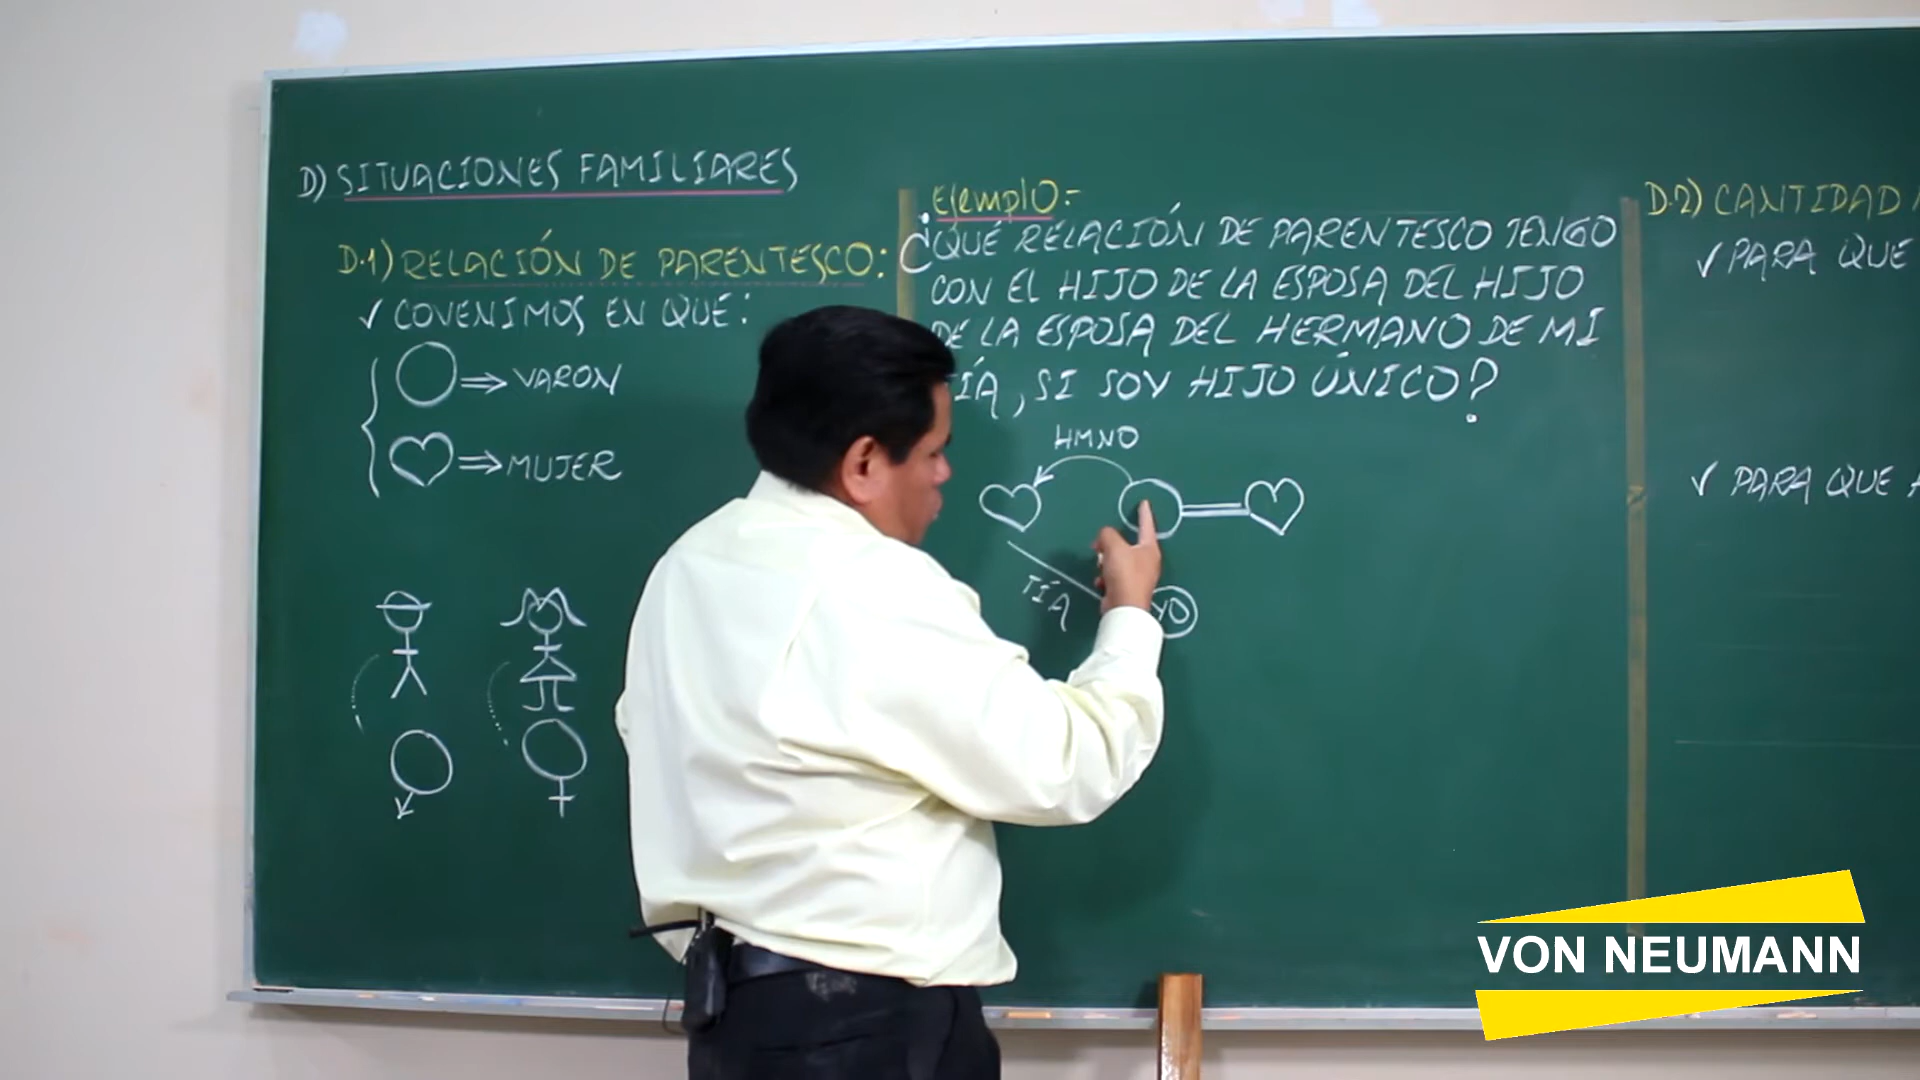 D) SITUACIONES FAMILIARES
D.1) RELACIÓN DE PARENTESCO:
✓ COVENIMOS EN QUE:
⇒ VARON
⇒ MUJER
Ejemplo:-
¿QUÉ RELACIÓN DE PARENTESCO TENGO
CON EL HIJO DE LA ESPOSA DEL HIJO
DE LA ESPOSA DEL HERMANO DE MI
TÍA, SI SOY HIJO ÚNICO?
HMNO
TÍA
YO
D.2) CANTIDAD
✓ PARA QUE
✓ PARA QUE
VON NEUMANN